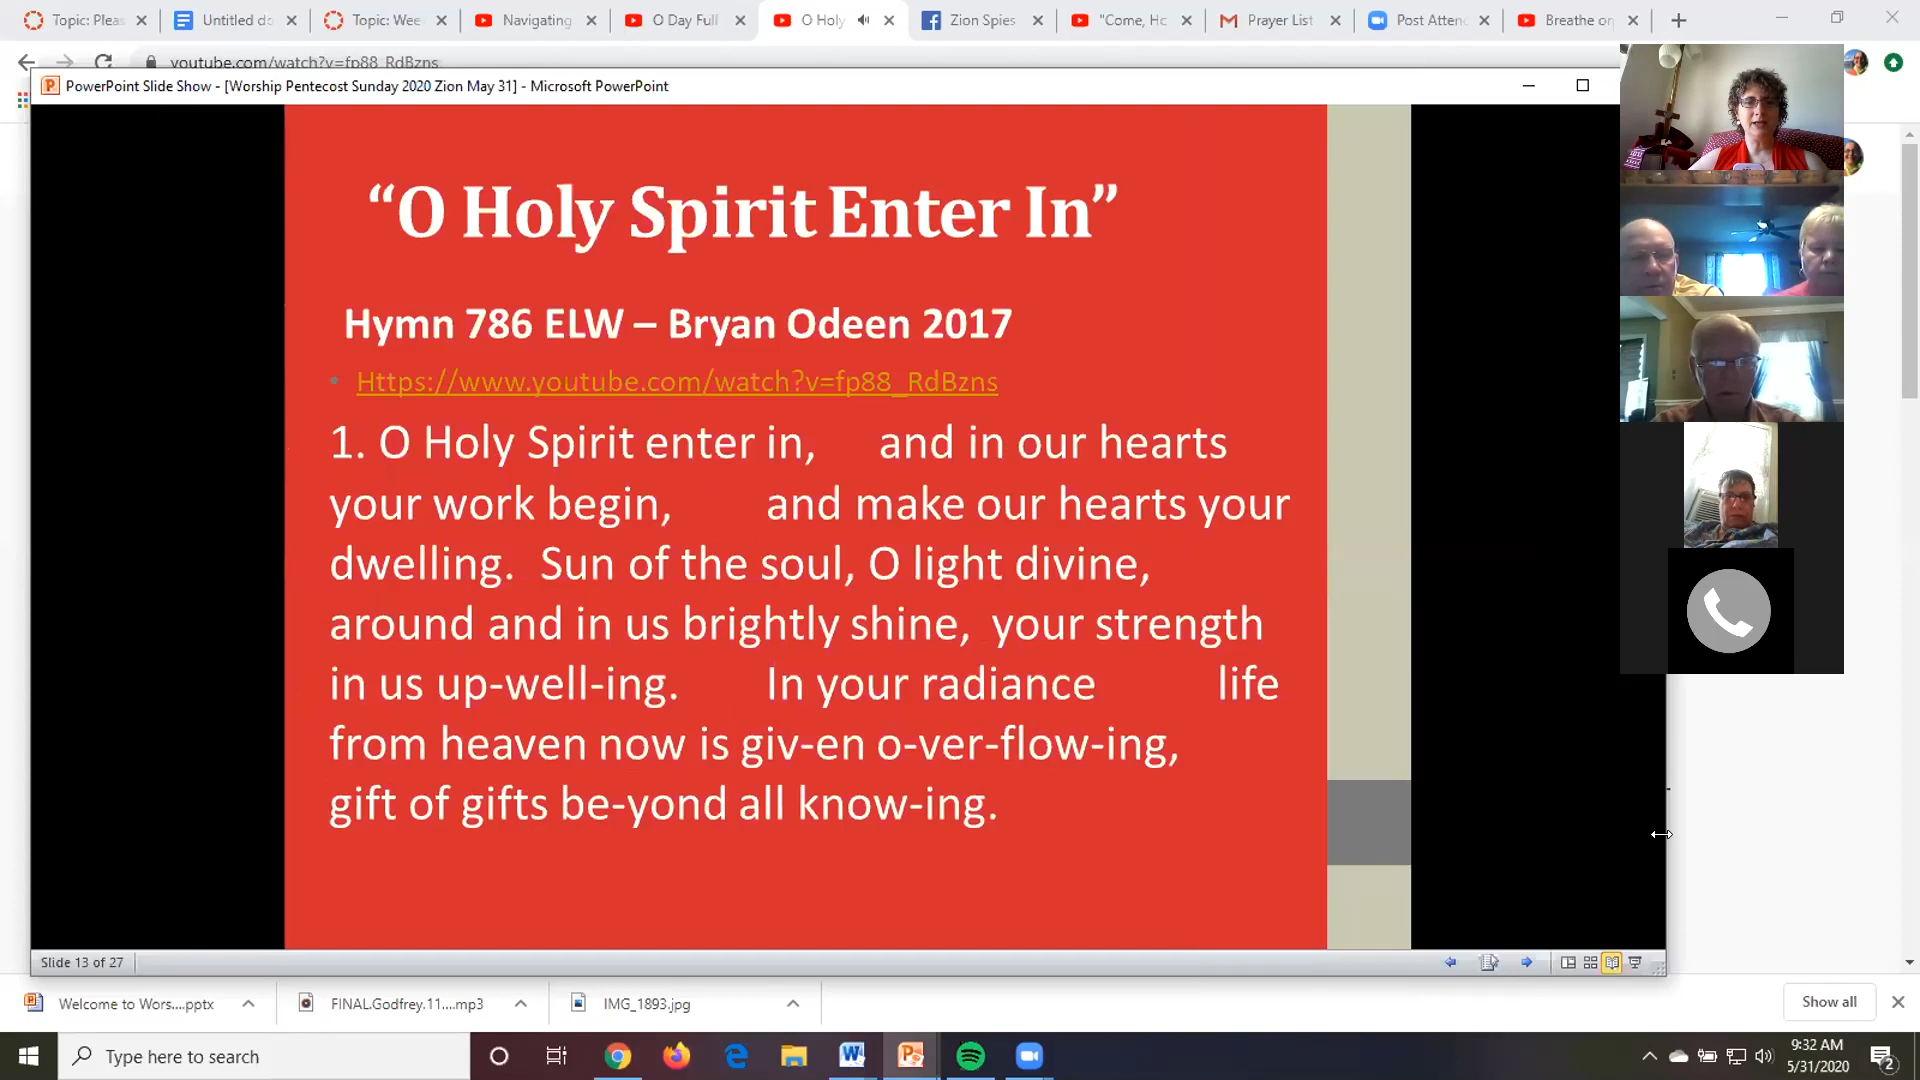 Topic: Pleas
Untitled do
Topic: Wee
Navigating
O Day Full
O Holy
Zion Spies
"Come, Ho
Prayer List
Post Attend
Breathe on
youtube.com/watch?v=fp88_RdBzns
PowerPoint Slide Show - [Worship Pentecost Sunday 2020 Zion May 31] - Microsoft PowerPoint
“O Holy Spirit Enter In”
Hymn 786 ELW – Bryan Odeen 2017
• Https://www.youtube.com/watch?v=fp88_RdBzns
1. O Holy Spirit enter in, and in our hearts
your work begin, and make our hearts your
dwelling. Sun of the soul, O light divine,
around and in us brightly shine, your strength
in us up-well-ing. In your radiance life
from heaven now is giv-en o-ver-flow-ing,
gift of gifts be-yond all know-ing.
Slide 13 of 27
Welcome to Wors....pptx
FINAL.Godfrey.11....mp3
IMG_1893.jpg
Show all
Type here to search
9:32 AM
5/31/2020
2